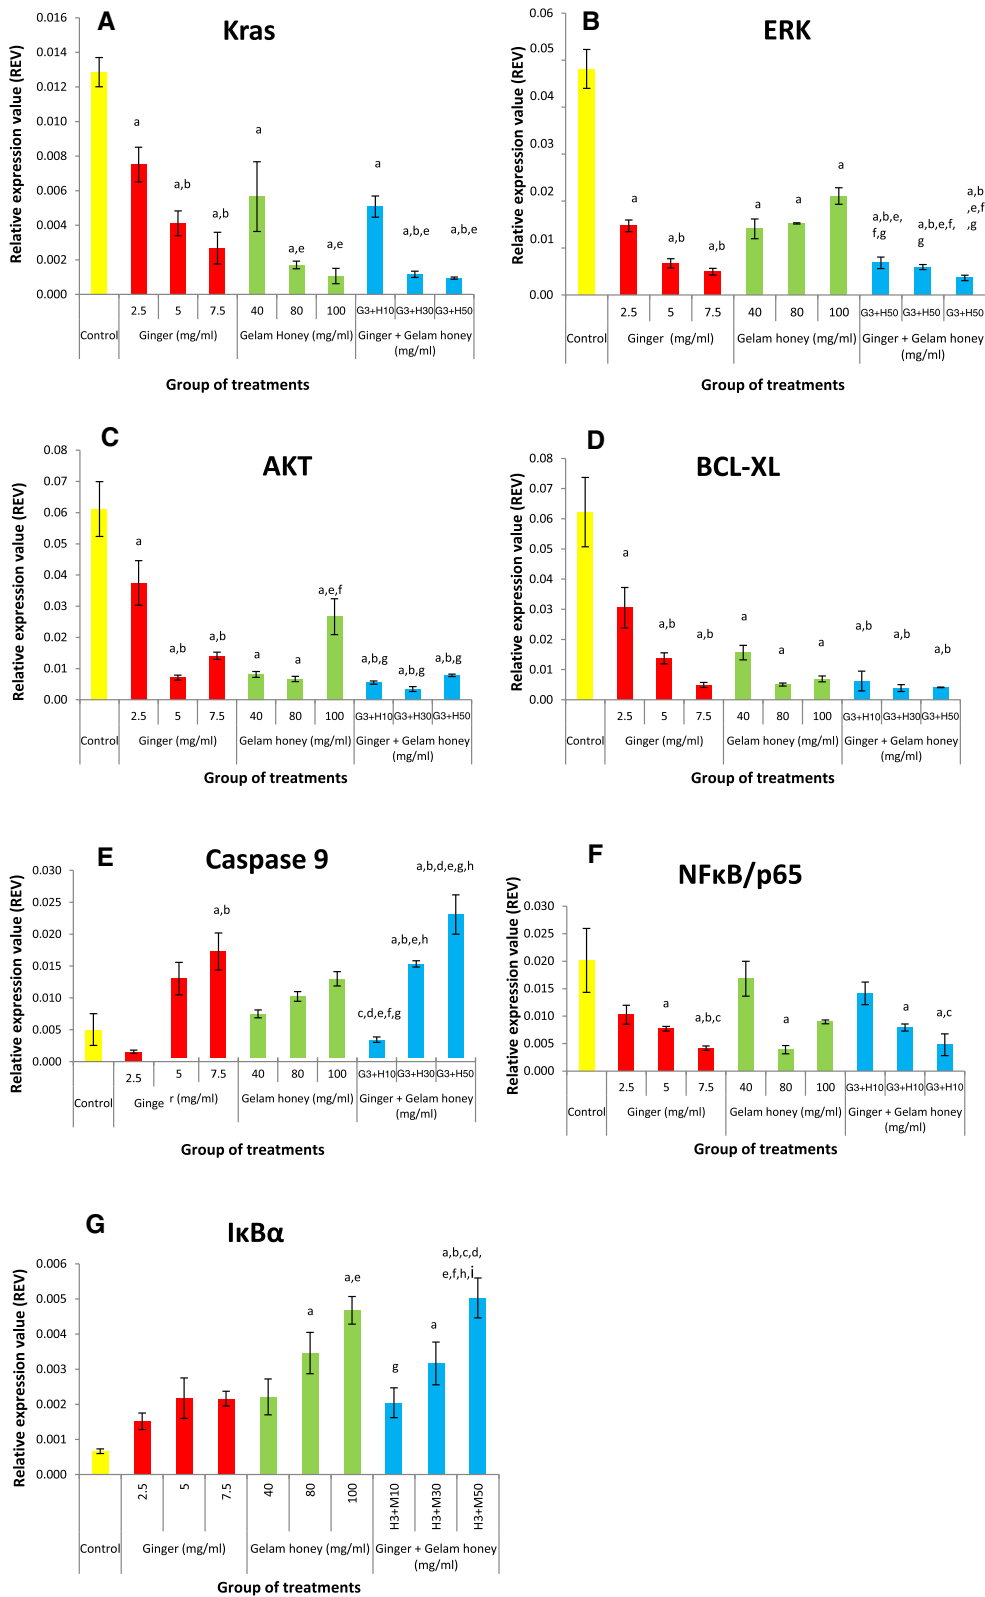 A
Kras
Relative expression value (REV)
0.016
0.014
0.012
0.010
0.008
0.006
0.004
0.002
0.000
a
a,b
a,b
a
a,e
a,e
a
a,b,e
a,b,e
2.5 5 7.5 40 80 100 G3+H10 G3+H30 G3+H50
Control Ginger (mg/ml) Gelam Honey (mg/ml) Ginger + Gelam honey
(mg/ml)
Group of treatments
B
ERK
Relative expression value (REV)
0.06
0.05
0.04
0.03
0.02
0.01
0.00
a
a,b
a,b
a
a
a
a,b,e,
f,g
a,b,e,f,
g
a,b
,e,f
,g
2.5 5 7.5 40 80 100 G3+H50 G3+H50 G3+H50
Control Ginger (mg/ml) Gelam honey (mg/ml) Ginger + Gelam honey
(mg/ml)
Group of treatments
C
AKT
Relative expression value (REV)
0.08
0.07
0.06
0.05
0.04
0.03
0.02
0.01
0.00
a
a,b
a,b
a
a
a,e,f
a,b,g
a,b,g
a,b,g
2.5 5 7.5 40 80 100 G3+H10 G3+H30 G3+H50
Control Ginger (mg/ml) Gelam honey (mg/ml) Ginger + Gelam honey
(mg/ml)
Group of treatments
D
BCL-XL
Relative expression value (REV)
0.08
0.07
0.06
0.05
0.04
0.03
0.02
0.01
0.00
a
a,b
a,b
a
a
a
a,b
a,b
a,b
2.5 5 7.5 40 80 100 G3+H10 G3+H30 G3+H50
Control Ginger (mg/ml) Gelam honey (mg/ml) Ginger + Gelam honey
(mg/ml)
Group of treatments
E
Caspase 9
Relative expression value (REV)
0.030
0.025
0.020
0.015
0.010
0.005
0.000
a,b
c,d,e,f,g
a,b,e,h
a,b,d,e,g,h
2.5 5 7.5 40 80 100 G3+H10 G3+H30 G3+H50
Control Ginge r (mg/ml) Gelam honey (mg/ml) Ginger + Gelam honey
(mg/ml)
Group of treatments
F
NFκB/p65
Relative expression value (REV)
0.030
0.025
0.020
0.015
0.010
0.005
0.000
a
a,b,c
a
a
a,c
2.5 5 7.5 40 80 100 G3+H10 G3+H10 G3+H10
Control Ginger (mg/ml) Gelam honey (mg/ml) Ginger + Gelam honey
(mg/ml)
Group of treatments
G
IκBα
Relative expression value (REV)
0.006
0.005
0.004
0.003
0.002
0.001
0.000
a
a,e
g
a
a,b,c,d,
e,f,h,i
2.5 5 7.5 40 80 100 H3+M10 H3+M30 H3+M50
Control Ginger (mg/ml) Gelam honey (mg/ml) Ginger + Gelam honey
(mg/ml)
Group of treatments